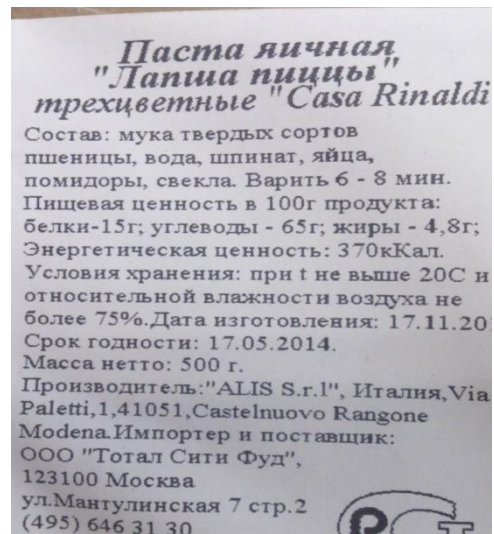 Паста яичная
"Лапша пиццы"
трехцветные "Casa Rinaldi
Состав: мука твердых сортов
пшеницы, вода, шпинат, яйца,
помидоры, свекла. Варить 6 - 8 мин.
Пищевая ценность в 100г продукта:
белки-15г; углеводы - 65г; жиры - 4,8г;
Энергетическая ценность: 370кКал.
Условия хранения: при t не выше 20С и
относительной влажности воздуха не
более 75%.Дата изготовления: 17.11.201
Срок годности: 17.05.2014.
Масса нетто: 500 г.
Производитель:"ALIS S.r.l", Италия,Via
Paletti,1,41051,Castelnuovo Rangone
Modena.Импортер и поставщик:
ООО "Тотал Сити Фуд",
123100 Москва
ул.Мантулинская 7 стр.2
(495) 646 31 30